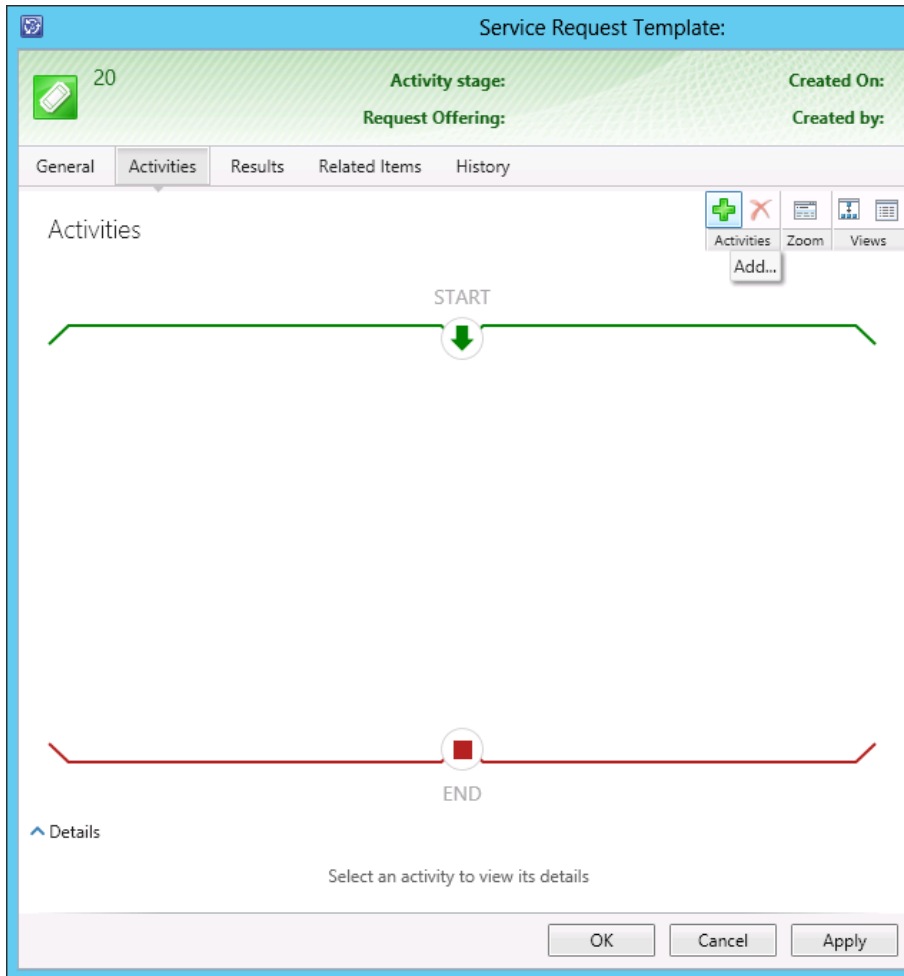 Service Request Template:
20
Activity stage:
Created On:
Request Offering:
Created by:
General Activities Results Related Items History
Activities
Activities Zoom Views
Add...
START
END
Details
Select an activity to view its details
OK Cancel Apply